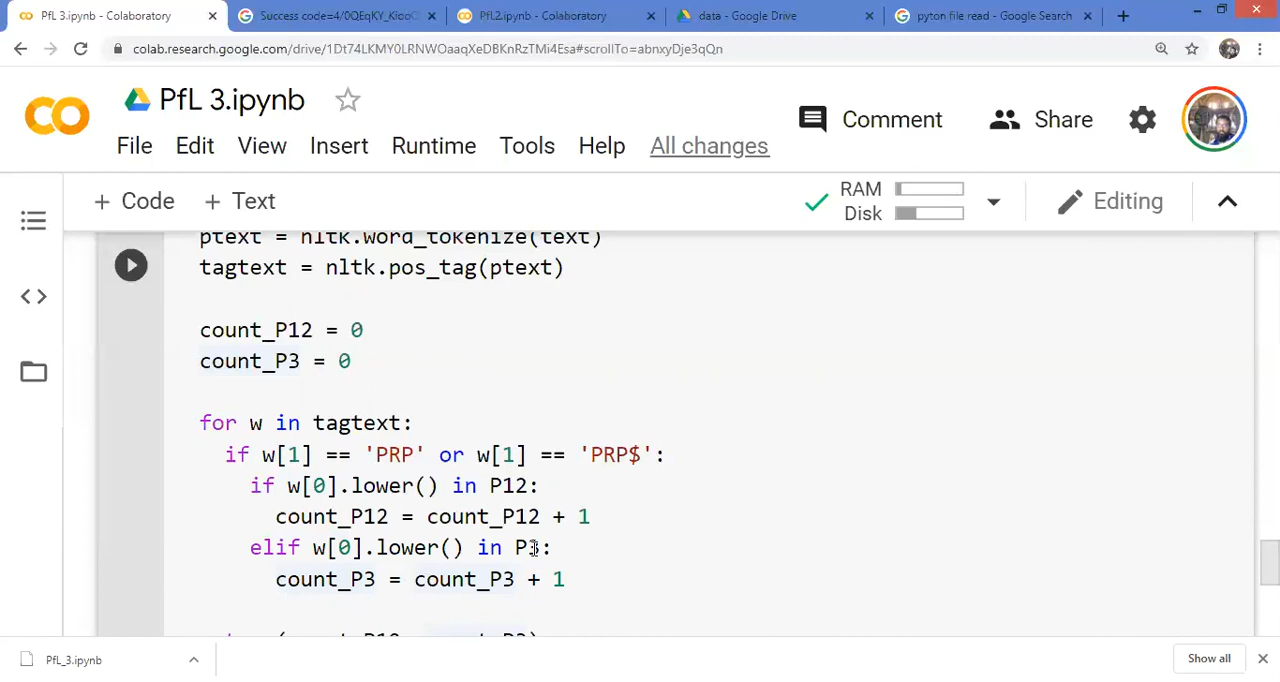 PfL 3.ipynb - Colaboratory
Success code=4/0QEqKY_KiooC
PfL2.ipynb - Colaboratory
data - Google Drive
pyton file read - Google Search
colab.research.google.com/drive/1Dt74LKMY0LRNWOaaqXeDBKnRzTMi4Esa#scrollTo=abnxyDje3qQn
CO
PfL 3.ipynb
Comment
Share
File Edit View Insert Runtime Tools Help All changes
+ Code + Text
RAM
Disk
Editing
ptext = nltk.word_tokenize(text)
tagtext = nltk.pos_tag(ptext)
count_P12 = 0
count_P3 = 0
for w in tagtext:
if w[1] == 'PRP' or w[1] == 'PRP$':
if w[0].lower() in P12:
count_P12 = count_P12 + 1
elif w[0].lower() in P3:
count_P3 = count_P3 + 1
PfL_3.ipynb
Show all